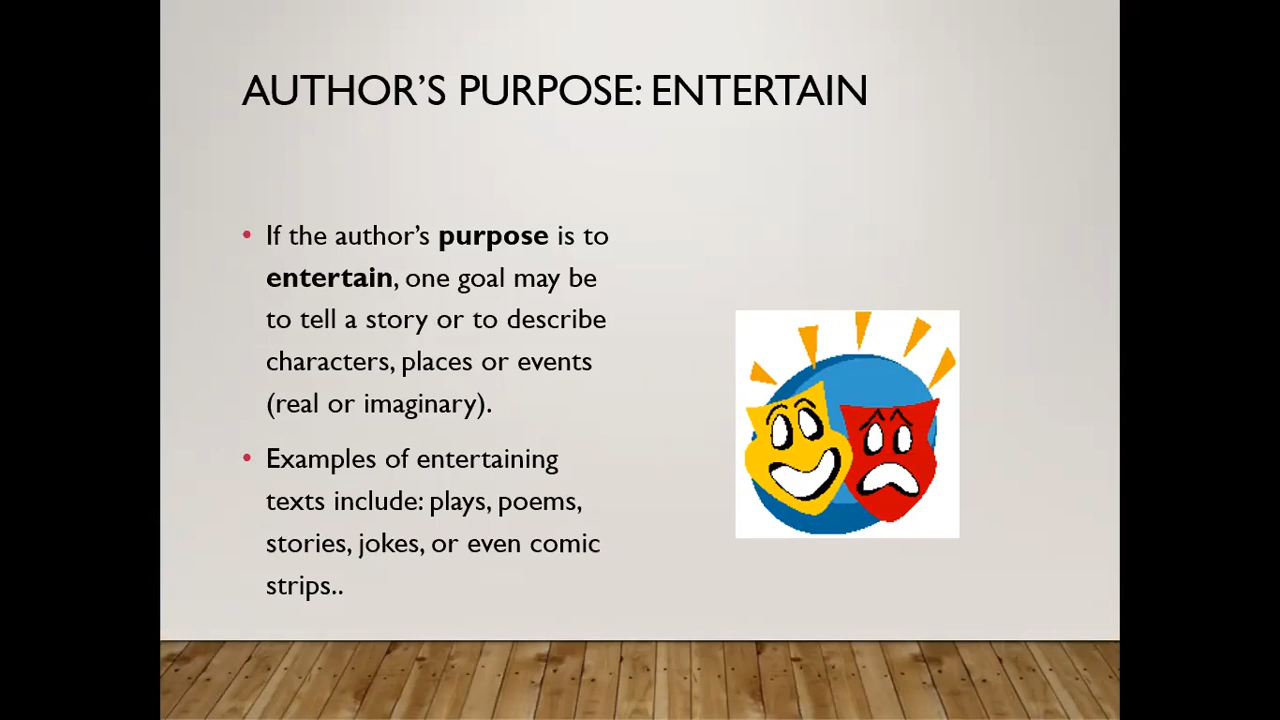 AUTHOR’S PURPOSE: ENTERTAIN
• If the author’s purpose is to
entertain, one goal may be
to tell a story or to describe
characters, places or events
(real or imaginary).
• Examples of entertaining
texts include: plays, poems,
stories, jokes, or even comic
strips..